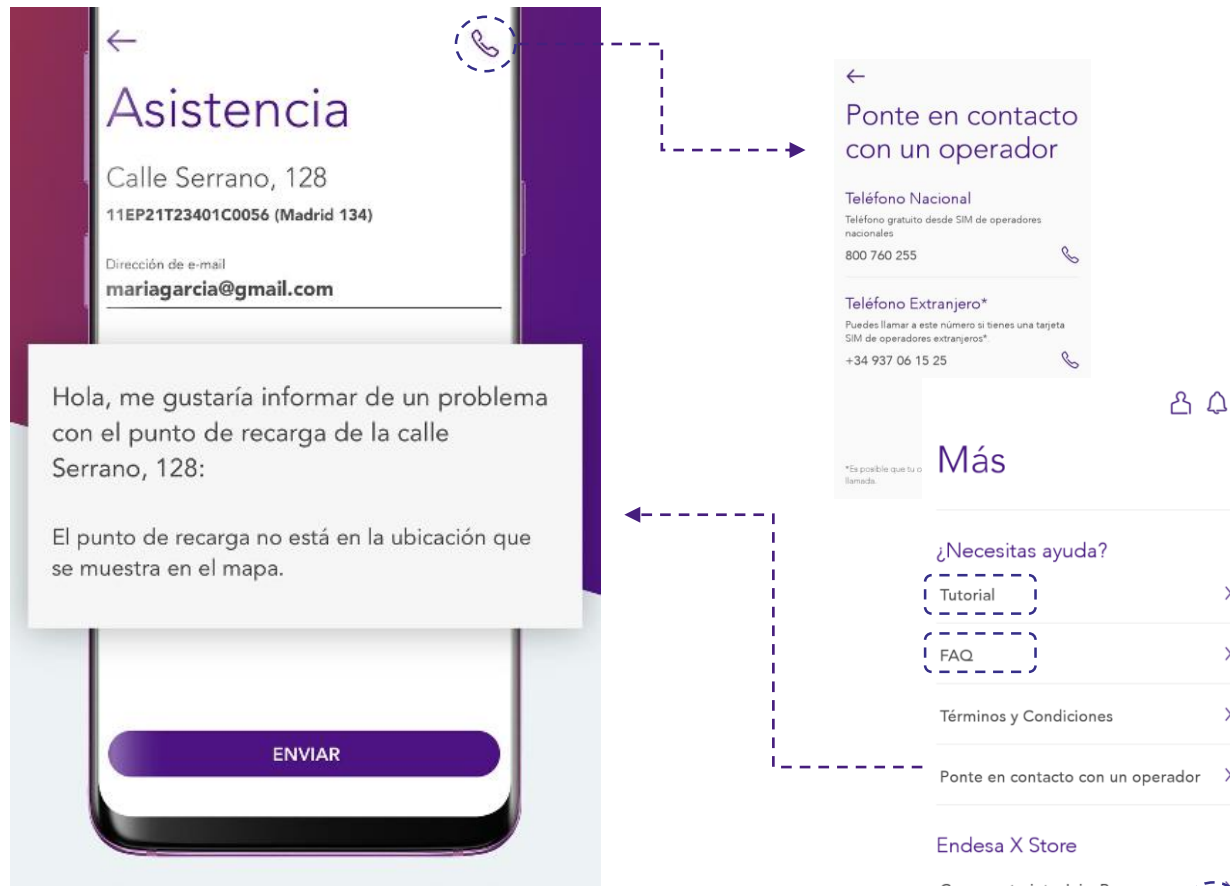 Asistencia
Calle Serrano, 128
11EP21T23401C0056 (Madrid 134)
Dirección de e-mail
mariagarcia@gmail.com
Hola, me gustaría informar de un problema
con el punto de recarga de la calle
Serrano, 128:
El punto de recarga no está en la ubicación que
se muestra en el mapa.
ENVIAR
Ponte en contacto
con un operador
Teléfono Nacional
Teléfono gratuito desde SIM de operadores
nacionales
800 760 255
Teléfono Extranjero*
Puedes llamar a este número si tienes una tarjeta
SIM de operadores extranjeros*.
+34 937 06 15 25
*Es posible que tu
llamada.
Más
¿Necesitas ayuda?
Tutorial
FAQ
Términos y Condiciones
Ponte en contacto con un operador
Endesa X Store